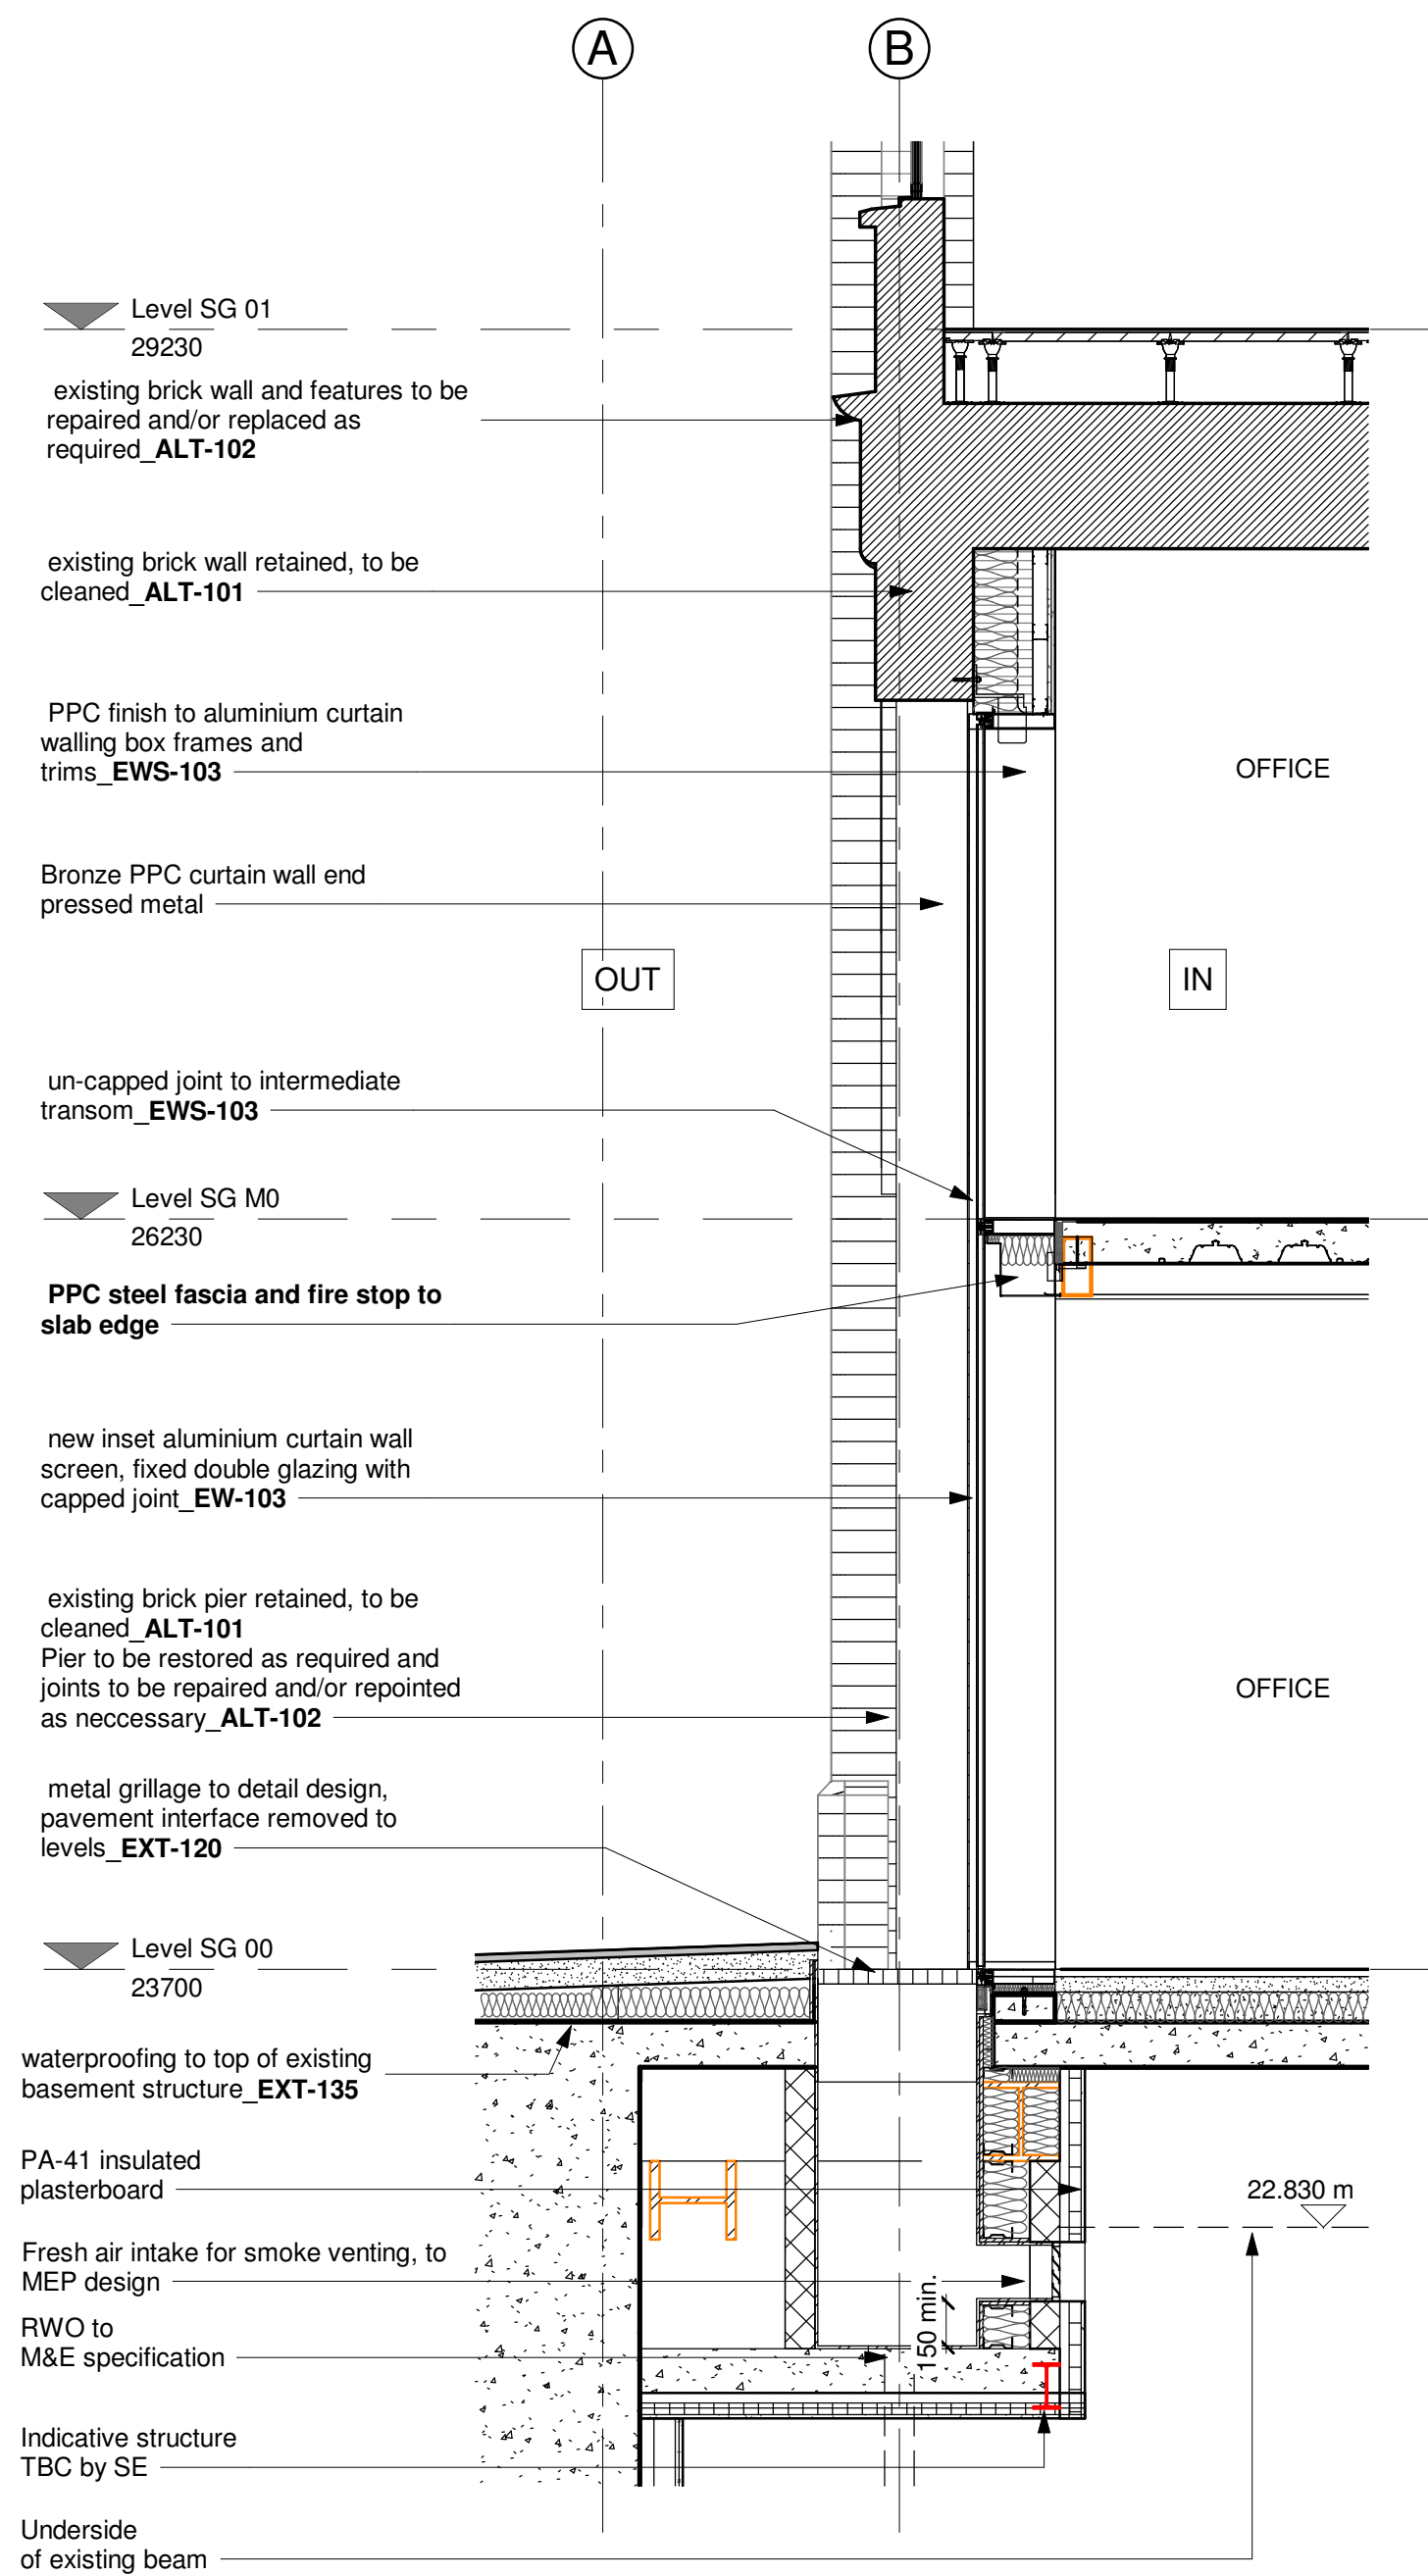 A
B
Level SG 01
29230
existing brick wall and features to be
repaired and/or replaced as
required_ALT-102
existing brick wall retained, to be
cleaned_ALT-101
PPC finish to aluminium curtain
walling box frames and
trims_EWS-103
OFFICE
Bronze PPC curtain wall end
pressed metal
OUT
IN
un-capped joint to intermediate
transom_EWS-103
Level SG M0
26230
PPC steel fascia and fire stop to
slab edge
new inset aluminium curtain wall
screen, fixed double glazing with
capped joint_EW-103
existing brick pier retained, to be
cleaned_ALT-101
Pier to be restored as required and
joints to be repaired and/or repointed
as neccessary_ALT-102
OFFICE
metal grillage to detail design,
pavement interface removed to
levels_EXT-120
Level SG 00
23700
waterproofing to top of existing
basement structure_EXT-135
PA-41 insulated
plasterboard
22.830 m
Fresh air intake for smoke venting, to
MEP design
150 min.
RWO to
M&E specification
Indicative structure
TBC by SE
Underside
of existing beam